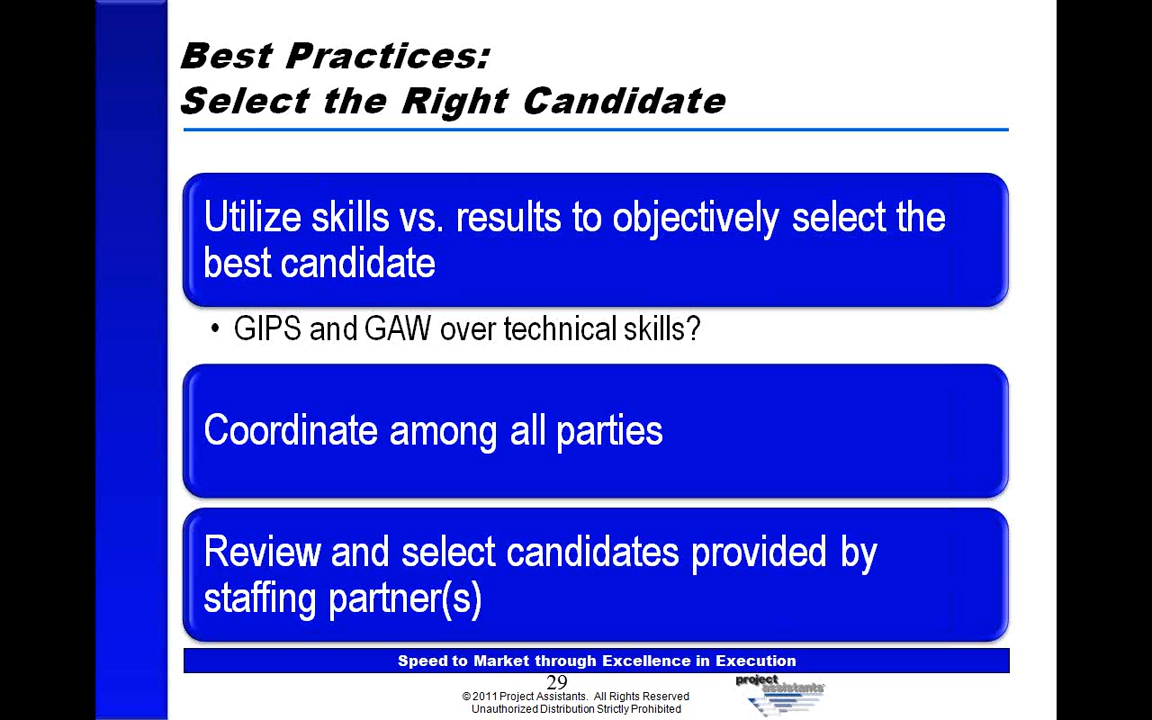 Best Practices:
Select the Right Candidate
Utilize skills vs. results to objectively select the
best candidate
• GIPS and GAW over technical skills?
Coordinate among all parties
Review and select candidates provided by
staffing partner(s)
Speed to Market through Excellence in Execution
29
©2011 Project Assistants. All Rights Reserved
Unauthorized Distribution Strictly Prohibited
project
assistants